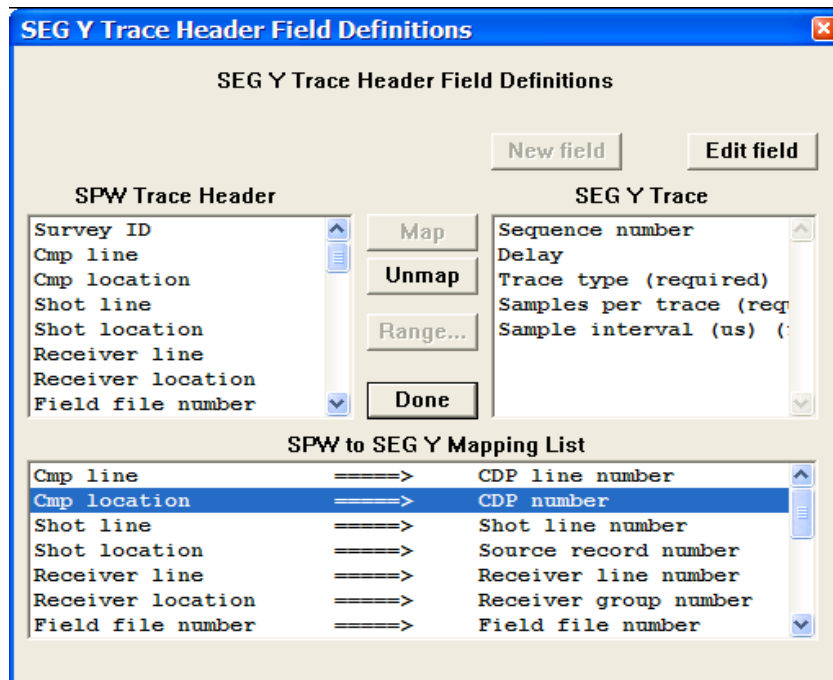 SEG Y Trace Header Field Definitions
SEG Y Trace Header Field Definitions
New field Edit field
SPW Trace Header
Survey ID
Cmp line
Cmp location
Shot line
Shot location
Receiver line
Receiver location
Field file number
Map
Unmap
Range...
Done
SEG Y Trace
Sequence number
Delay
Trace type (required)
Samples per trace (requ
Sample interval (us) (
SPW to SEG Y Mapping List
Cmp line =====> CDP line number
Cmp location =====> CDP number
Shot line =====> Shot line number
Shot location =====> Source record number
Receiver line =====> Receiver line number
Receiver location =====> Receiver group number
Field file number =====> Field file number